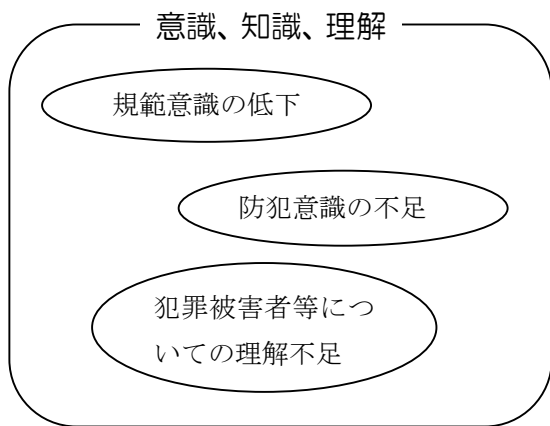 意識、知識、理解
規範意識の低下
防犯意識の不足
犯罪被害者等につ
いての理解不足